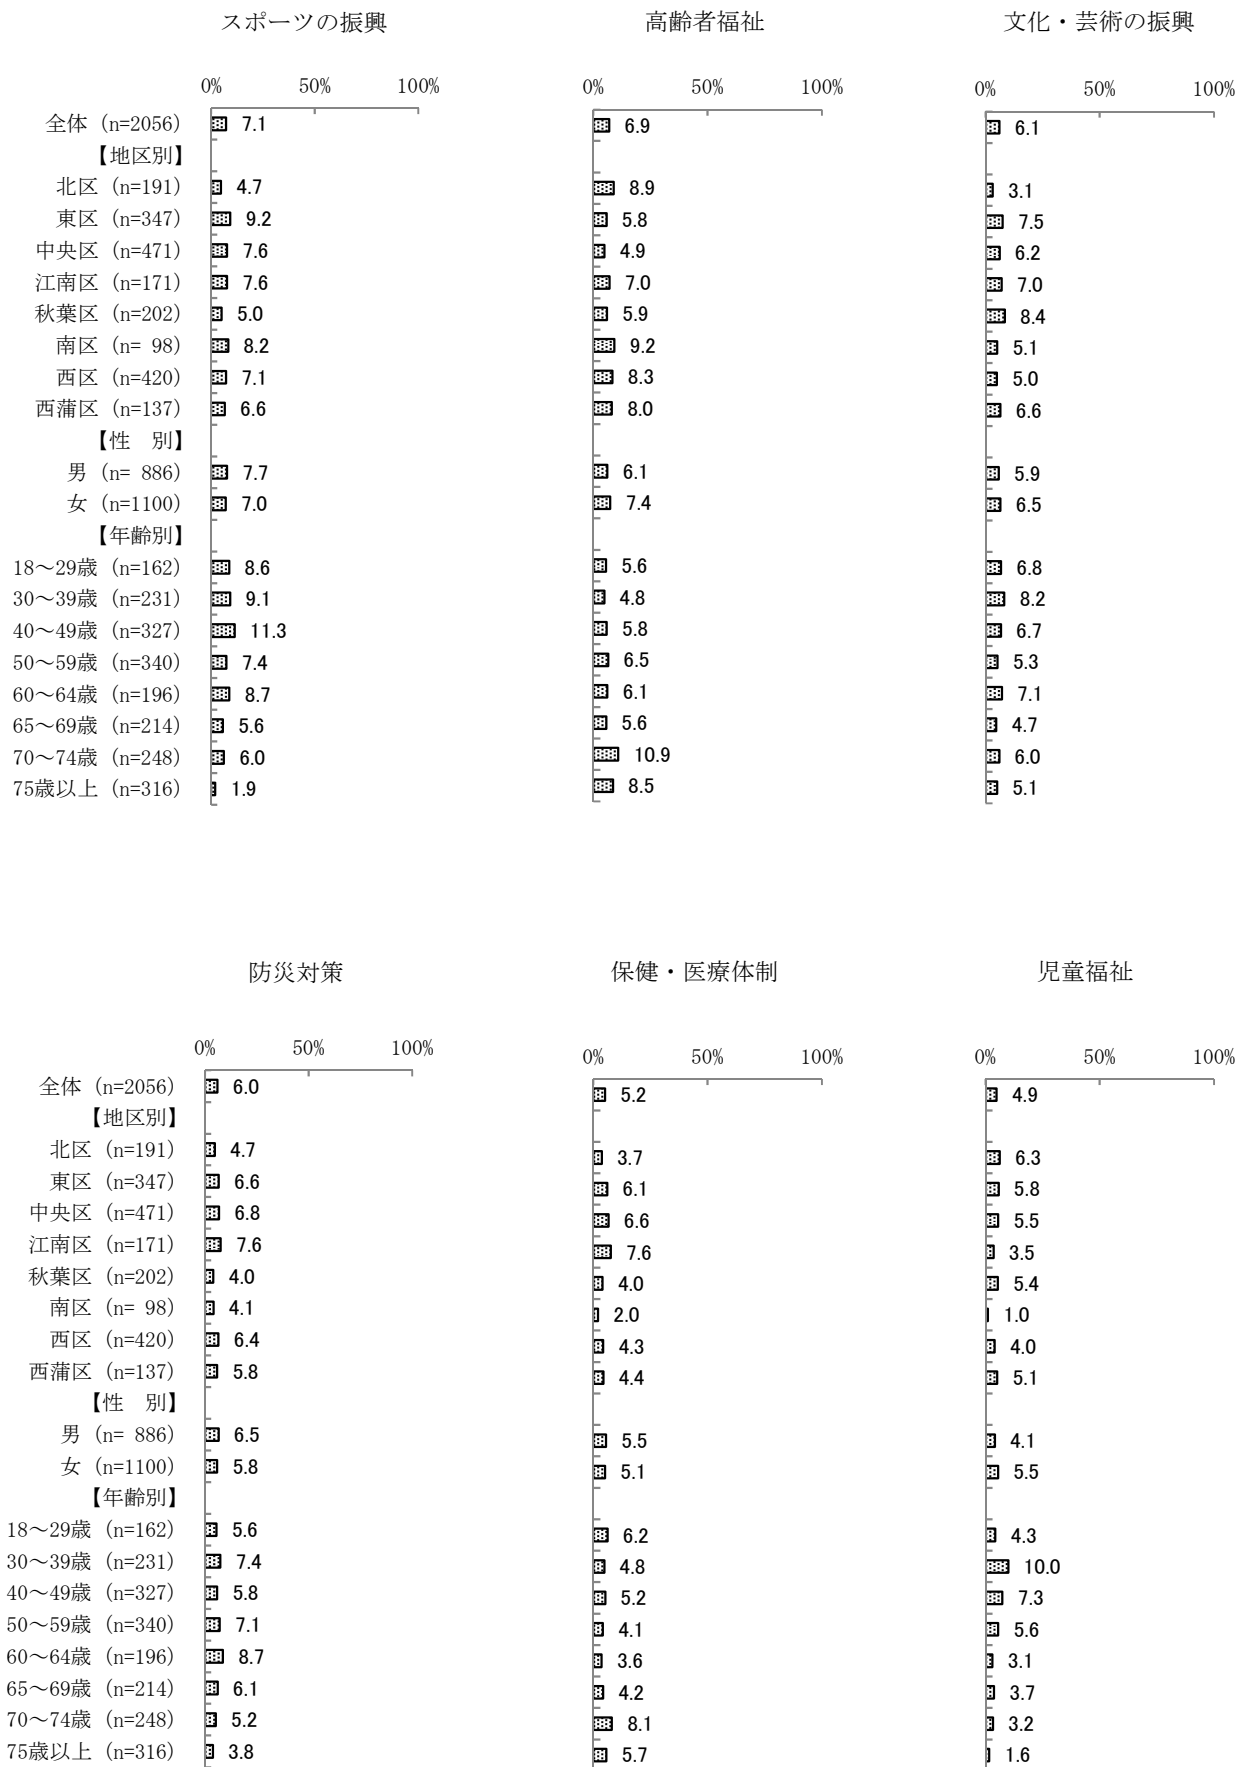 スポーツの振興 高齢者福祉 文化・芸術の振興
0% 50% 100% 0% 50% 100% 0% 50% 100%
全体 (n=2056) 7.1 6.9 6.1
【地区別】
北区 (n=191) 4.7 8.9 3.1
東区 (n=347) 9.2 5.8 7.5
中央区 (n=471) 7.6 4.9 6.2
江南区 (n=171) 7.6 7.0 7.0
秋葉区 (n=202) 5.0 5.9 8.4
南区 (n= 98) 8.2 9.2 5.1
西区 (n=420) 7.1 8.3 5.0
西蒲区 (n=137) 6.6 8.0 6.6
【性　別】
男 (n= 886) 7.7 6.1 5.9
女 (n=1100) 7.0 7.4 6.5
【年齢別】
18～29歳 (n=162) 8.6 5.6 6.8
30～39歳 (n=231) 9.1 4.8 8.2
40～49歳 (n=327) 11.3 5.8 6.7
50～59歳 (n=340) 7.4 6.5 5.3
60～64歳 (n=196) 8.7 6.1 7.1
65～69歳 (n=214) 5.6 5.6 4.7
70～74歳 (n=248) 6.0 10.9 6.0
75歳以上 (n=316) 1.9 8.5 5.1
防災対策 保健・医療体制 児童福祉
0% 50% 100% 0% 50% 100% 0% 50% 100%
全体 (n=2056) 6.0 5.2 4.9
【地区別】
北区 (n=191) 4.7 3.7 6.3
東区 (n=347) 6.6 6.1 5.8
中央区 (n=471) 6.8 6.6 5.5
江南区 (n=171) 7.6 7.6 3.5
秋葉区 (n=202) 4.0 4.0 5.4
南区 (n= 98) 4.1 2.0 1.0
西区 (n=420) 6.4 4.3 4.0
西蒲区 (n=137) 5.8 4.4 5.1
【性　別】
男 (n= 886) 6.5 5.5 4.1
女 (n=1100) 5.8 5.1 5.5
【年齢別】
18～29歳 (n=162) 5.6 6.2 4.3
30～39歳 (n=231) 7.4 4.8 10.0
40～49歳 (n=327) 5.8 5.2 7.3
50～59歳 (n=340) 7.1 4.1 5.6
60～64歳 (n=196) 8.7 3.6 3.1
65～69歳 (n=214) 6.1 4.2 3.7
70～74歳 (n=248) 5.2 8.1 3.2
75歳以上 (n=316) 3.8 5.7 1.6